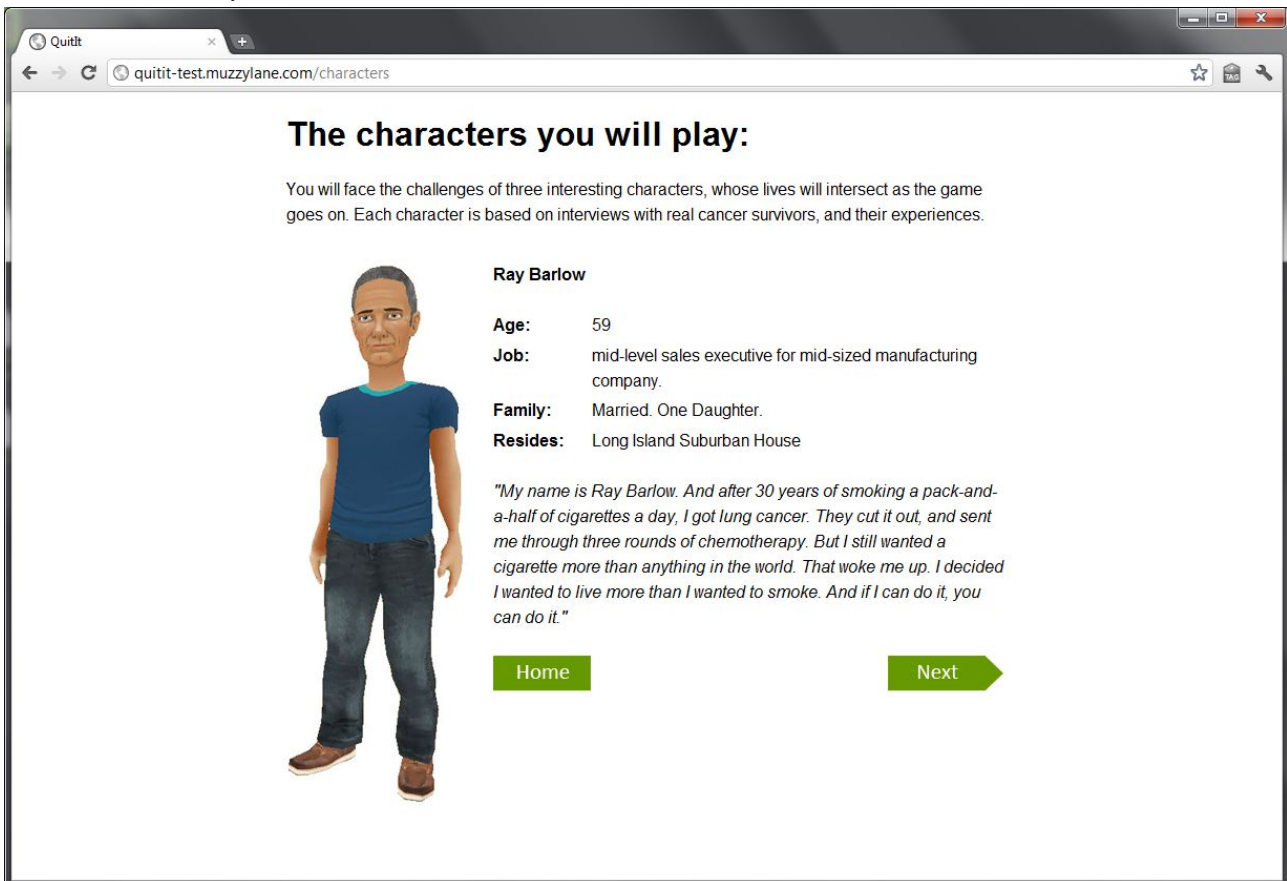 QuitIt
quitit-test.muzzylane.com/characters
TAG
The characters you will play:
You will face the challenges of three interesting characters, whose lives will intersect as the game
goes on. Each character is based on interviews with real cancer survivors, and their experiences.
Ray Barlow
Age: 59
Job: mid-level sales executive for mid-sized manufacturing
company.
Family: Married. One Daughter.
Resides: Long Island Suburban House
"My name is Ray Barlow. And after 30 years of smoking a pack-and-
a-half of cigarettes a day, I got lung cancer. They cut it out, and sent
me through three rounds of chemotherapy. But I still wanted a
cigarette more than anything in the world. That woke me up. I decided
I wanted to live more than I wanted to smoke. And if I can do it, you
can do it."
Home Next